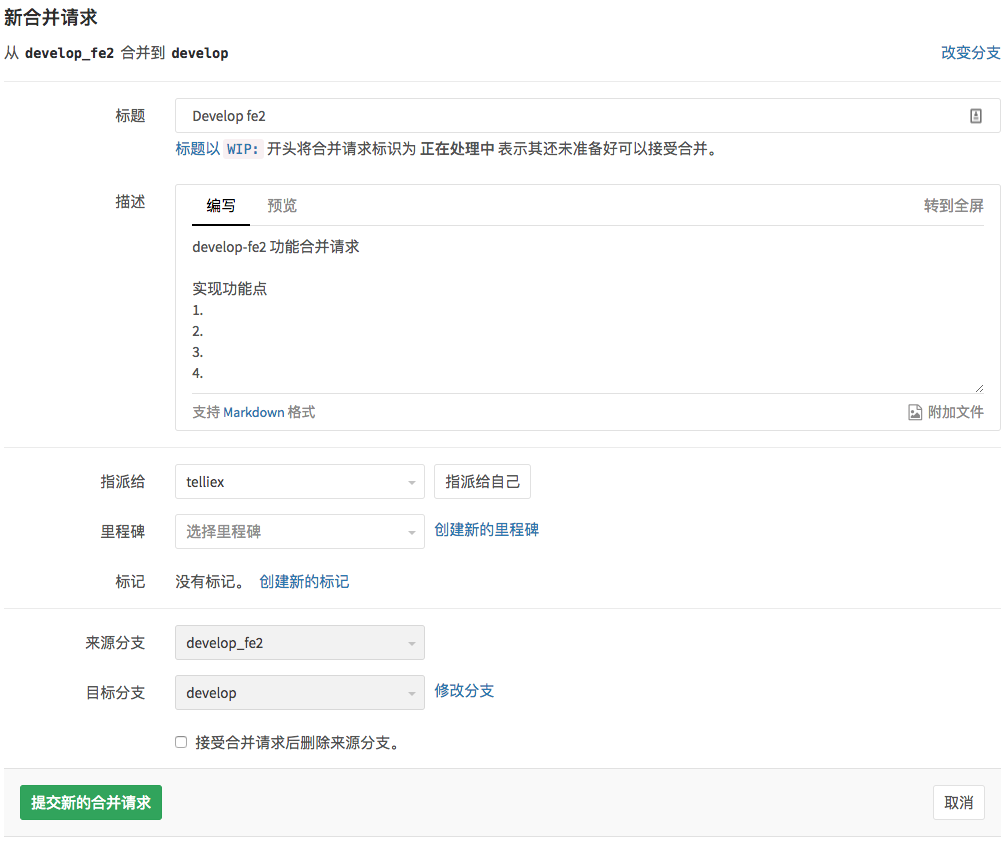 新合并请求
从 develop_fe2 合并到 develop 改变分支
标题 Develop fe2
标题以 WIP: 开头将合并请求标识为 正在处理中 表示其还未准备好可以接受合并。
描述 编写 预览 转到全屏
develop-fe2 功能合并请求
实现功能点
1.
2.
3.
4.
支持 Markdown 格式 附加文件
指派给 telliex 指派给自己
里程碑 选择里程碑 创建新的里程碑
标记 没有标记。 创建新的标记
来源分支 develop_fe2
目标分支 develop 修改分支
接受合并请求后删除来源分支。
提交新的合并请求 取消